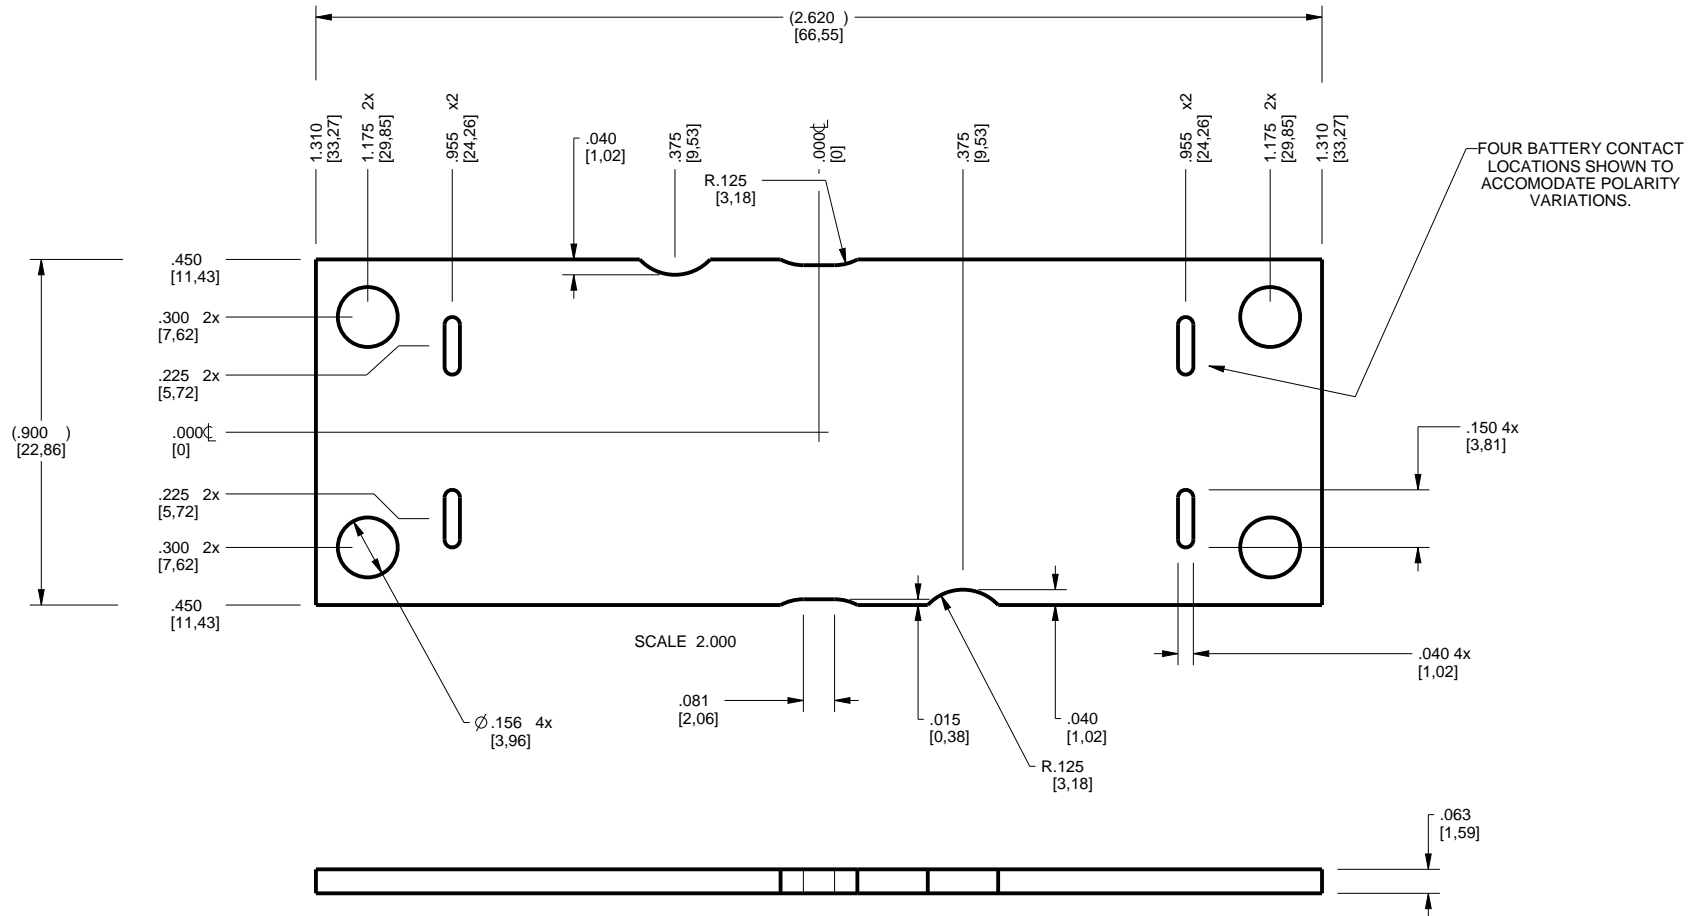 (2.620 )
[66,55]
1.310
[33,27]
1.175 2x
[29,85]
.955 x2
[24,26]
.040
[1,02]
.375
[9,53]
.000℄
[0]
.375
[9,53]
.955 x2
[24,26]
1.175 2x
[29,85]
1.310
[33,27]
R.125
[3,18]
FOUR BATTERY CONTACT
LOCATIONS SHOWN TO
ACCOMODATE POLARITY
VARIATIONS.
.450
[11,43]
.300 2x
[7,62]
.225 2x
[5,72]
(.900 )
[22,86]
.000℄
[0]
.150 4x
[3,81]
.225 2x
[5,72]
.300 2x
[7,62]
.450
[11,43]
SCALE 2.000
.040 4x
[1,02]
.081
[2,06]
Ø .156 4x
[3,96]
.015
[0,38]
.040
[1,02]
R.125
[3,18]
.063
[1,59]